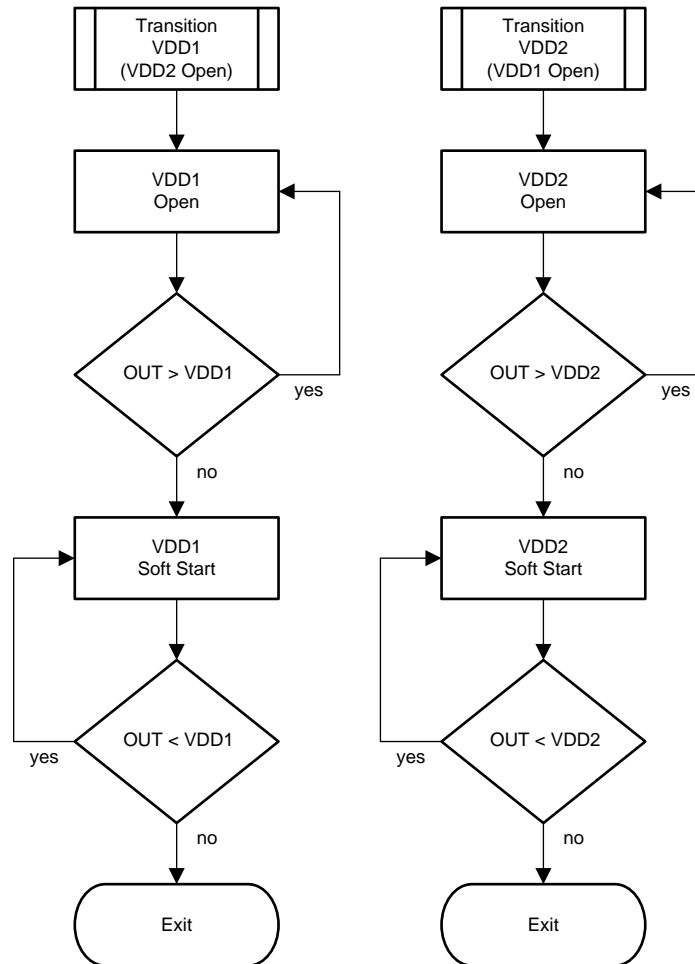 Transition
VDD1
(VDD2 Open)
VDD1
Open
OUT > VDD1
yes
no
VDD1
Soft Start
OUT < VDD1
yes
no
Exit
Transition
VDD2
(VDD1 Open)
VDD2
Open
OUT > VDD2
yes
no
VDD2
Soft Start
OUT < VDD2
yes
no
Exit